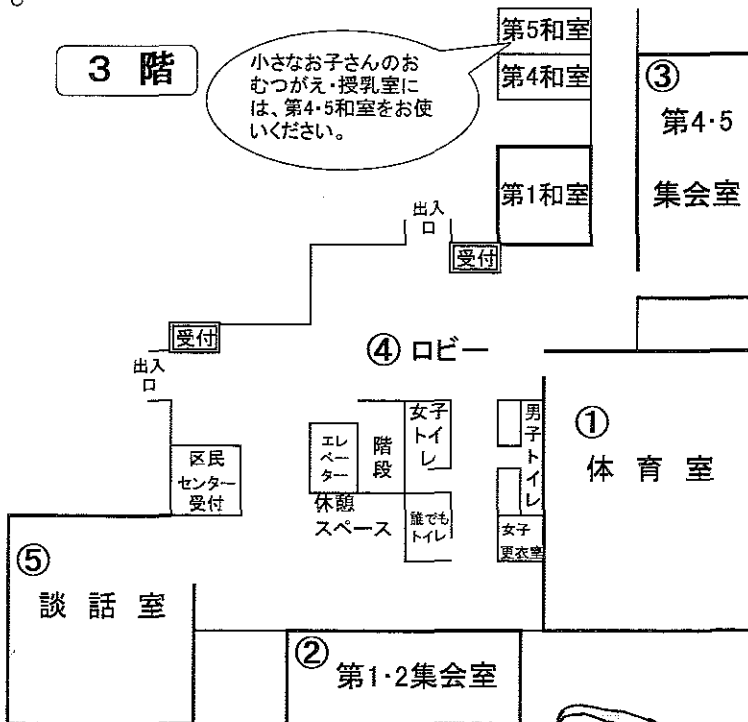 3 階
小さなお子さんのお
むつがえ・授乳室に
は、第4・5和室をお使
いください。
第5和室
第4和室
第1和室
③
第4・5
集会室
出入
口
受付
受付
出入
口
④ ロビー
エレ
ベー
ター
階
段
女子
トイ
レ
男
子
ト
イ
レ
①
体 育 室
区民
センター
受付
休憩
スペース
誰でも
トイレ
女子
更衣室
⑤
談 話 室
②
第1・2集会室